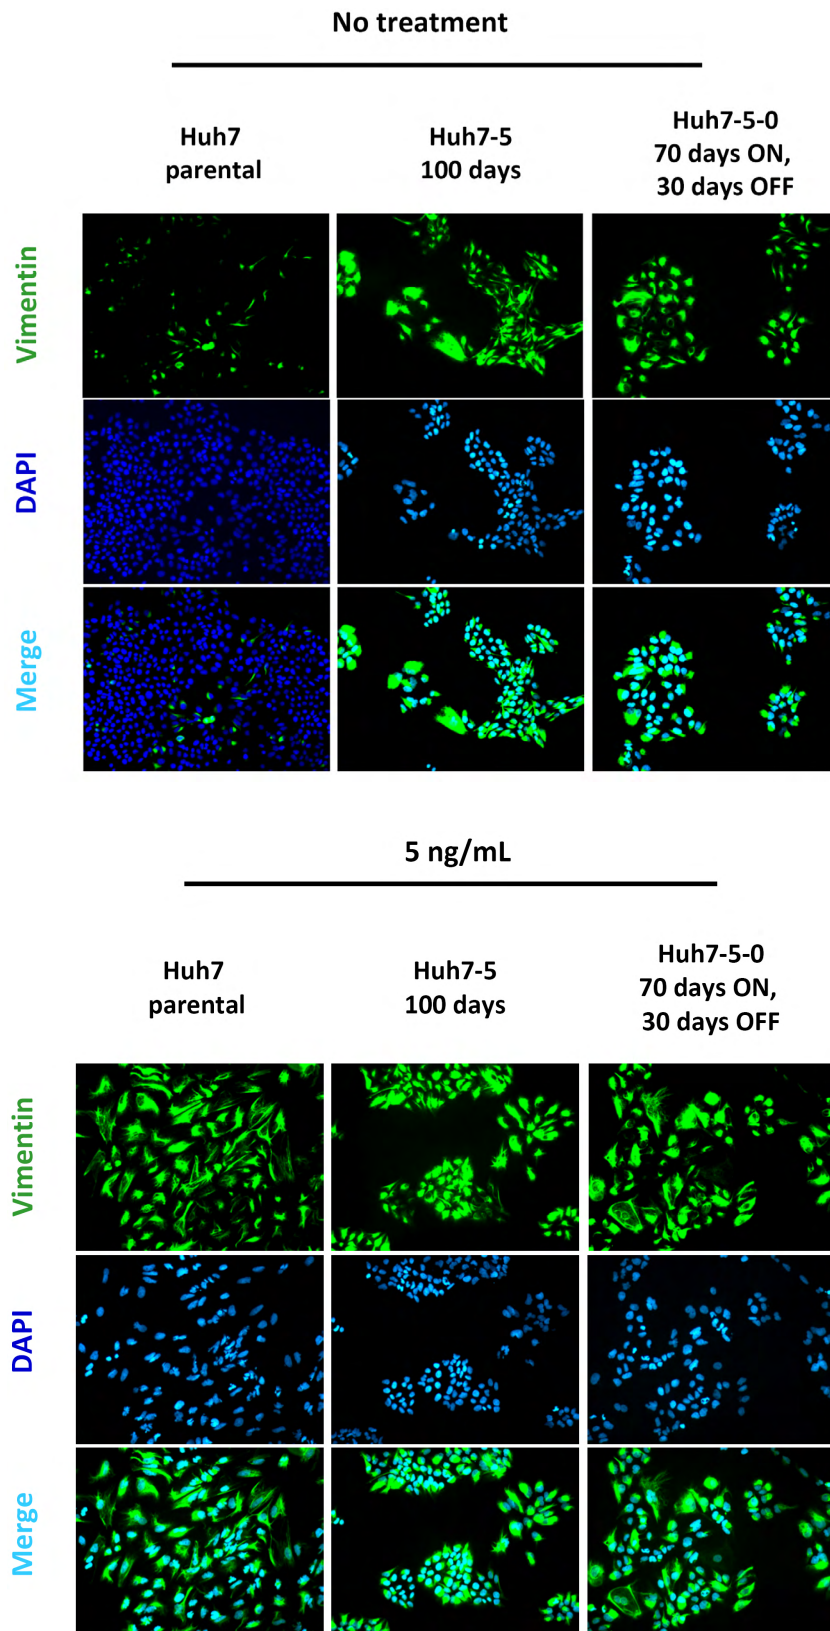 No treatment
Huh7
parental
Huh7-5
100 days
Huh7-5-0
70 days ON,
30 days OFF
Vimentin
DAPI
Merge
5 ng/mL
Huh7
parental
Huh7-5
100 days
Huh7-5-0
70 days ON,
30 days OFF
Vimentin
DAPI
Merge